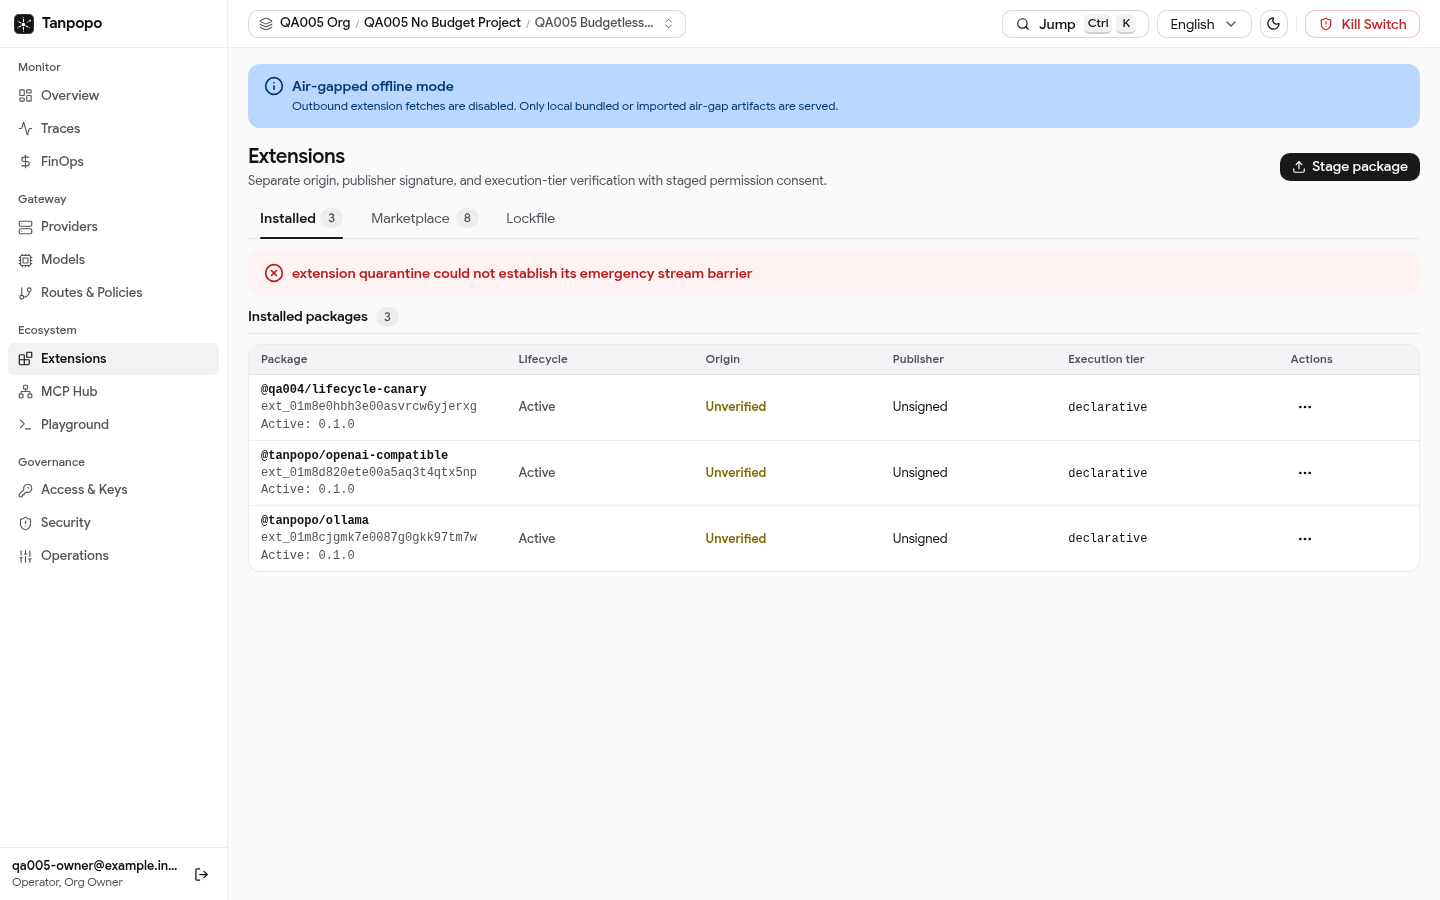 Tanpopo
QA005 Org / QA005 No Budget Project / QA005 Budgetless...
Jump Ctrl K
English
Kill Switch
Monitor
Overview
Traces
FinOps
Gateway
Providers
Models
Routes & Policies
Ecosystem
Extensions
MCP Hub
Playground
Governance
Access & Keys
Security
Operations
qa005-owner@example.in...
Operator, Org Owner
Air-gapped offline mode
Outbound extension fetches are disabled. Only local bundled or imported air-gap artifacts are served.
Extensions
Separate origin, publisher signature, and execution-tier verification with staged permission consent.
Stage package
Installed 3 Marketplace 8 Lockfile
extension quarantine could not establish its emergency stream barrier
Installed packages 3
Package Lifecycle Origin Publisher Execution tier Actions
@qa004/lifecycle-canary
ext_01m8e0hbh3e00asvrcw6yjerxg Active Unverified Unsigned declarative
Active: 0.1.0
@tanpopo/openai-compatible
ext_01m8d820ete00a5aq3t4qtx5np Active Unverified Unsigned declarative
Active: 0.1.0
@tanpopo/ollama
ext_01m8cjgmk7e0087g0gkk97tm7w Active Unverified Unsigned declarative
Active: 0.1.0